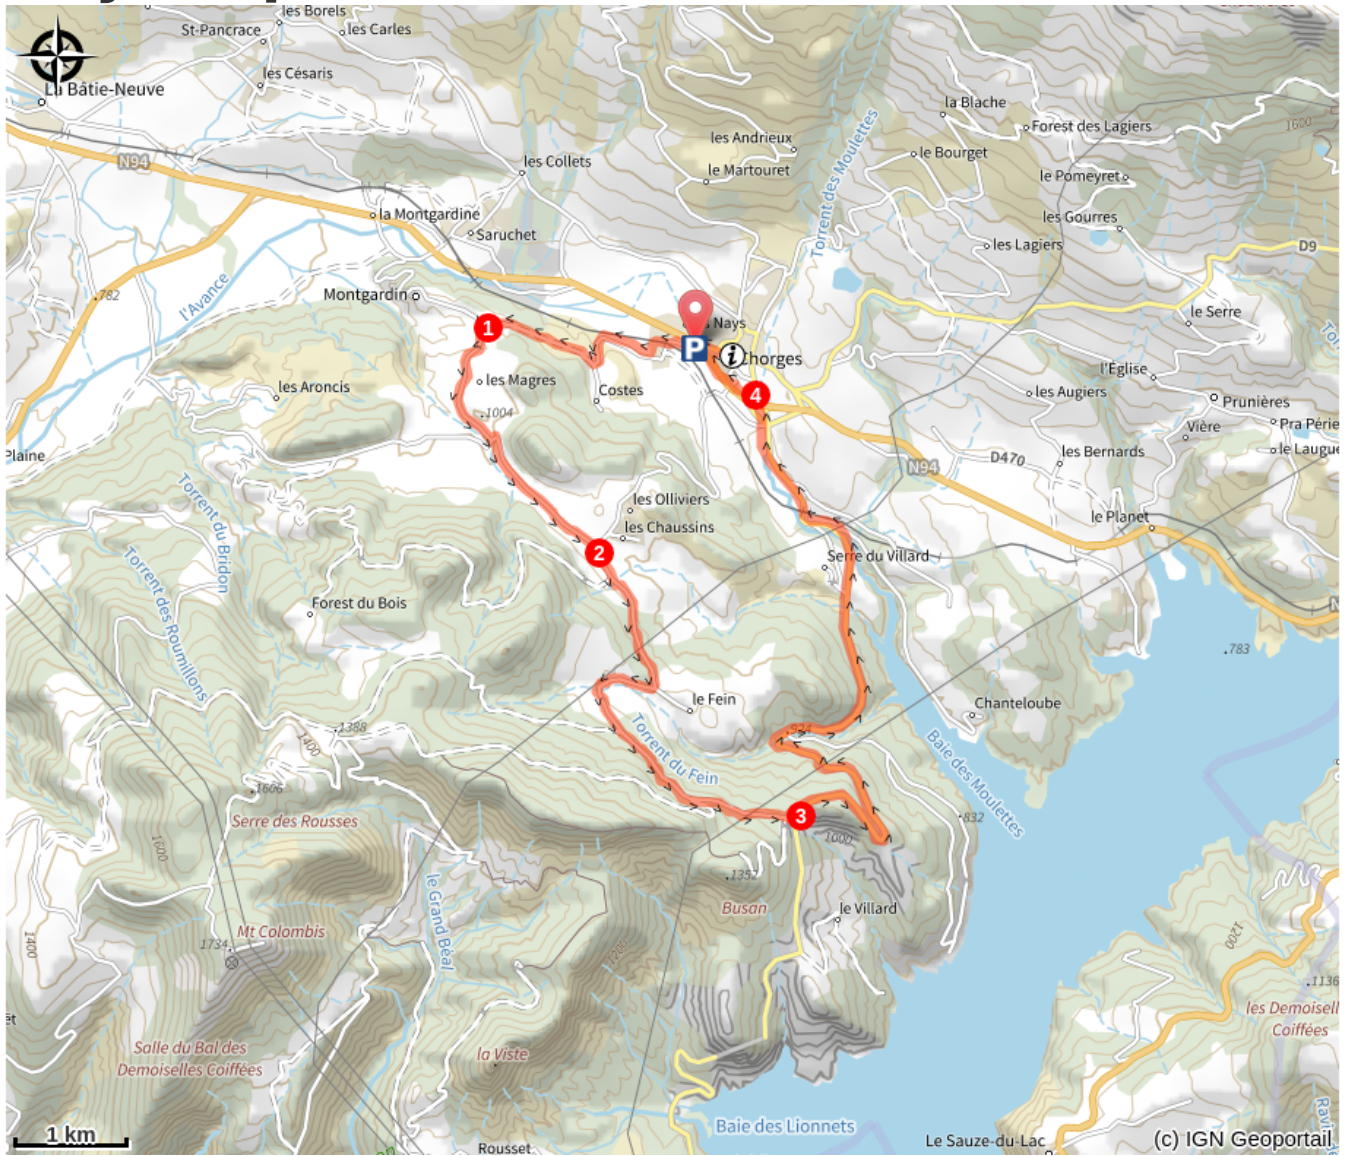 les Borels
St-Pancrace
les Carles
les Césaris
La Bâtie-Neuve
la Blache
Forest des Lagiers
1600
les Andrieux
le Bourget
N94
les Collets
le Martouret
le Pomeyret
Torrent des Moulettes
la Montgardine
les Gourres
Saruchet
les Lagiers
D9
l'Avance
782
Montgardin
Nays
le Serre
1
P
i
Chorges
l'Église
les Magres
les Aroncis
Costes
4
les Augiers
Prunières
1004
Vière
Pra Périe
Plaine
les Bernards
le Laugue
D470
N94
Torrent du Bridon
les Olliviers
le Planet
les Chaussins
2
Serre du Villard
Torrent des Roumillons
Forest du Bois
N
783
le Fein
Chanteloube
1388
934
1400
Torrent du Fein
Baie des Moulettes
1606
3
832
Serre des Rousses
1600
1000
1352
le Grand Béal
Busan
le Villard
Mt Colombis
1734
1400
1200
1200
1136
les Demoisell
Coiffées
Salle du Bal des
Demoiselles Coiffées
la Viste
Baie des Lionnets
1 km
Rousset
Le Sauze-du-Lac
(c) IGN Geoportail